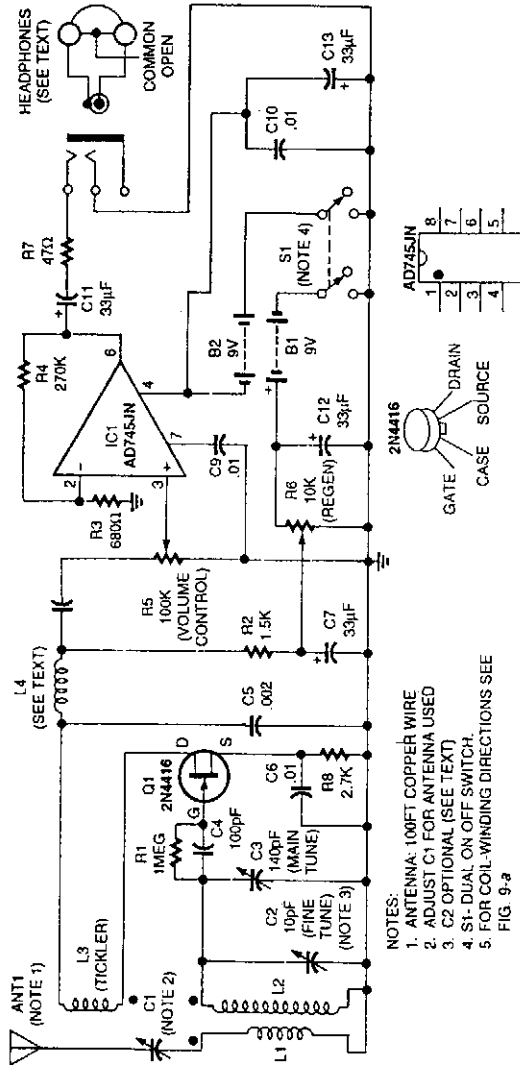 ANT1
(NOTE 1)
C1
(NOTE 2)
L1
L2
L3
(TICKLER)
C2
10pF
(FINE
TUNE)
(NOTE 3)
C3
140pF
(MAIN
TUNE)
R1
1MEG
C4
100pF
G
D
S
Q1
2N4416
C6
.01
R8
2.7K
C5
.002
L4
(SEE TEXT)
R2
1.5K
C7
33µF
+
R5
100K
(VOLUME
CONTROL)
R3
680Ω
R4
270K
2
−
3
+
IC1
AD745JN
6
7
4
C9
.01
R6
10K
(REGEN)
C12
33µF
+
B2
9V
B1
9V
+
S1
(NOTE 4)
C11
33µF
+
R7
47Ω
HEADPHONES
(SEE TEXT)
COMMON
OPEN
C10
.01
C13
33µF
+
NOTES:
1. ANTENNA: 100FT COPPER WIRE
2. ADJUST C1 FOR ANTENNA USED
3. C2 OPTIONAL (SEE TEXT)
4. S1- DUAL ON OFF SWITCH.
5. FOR COIL-WINDING DIRECTIONS SEE
FIG. 9-a
2N4416
GATE
CASE
SOURCE
DRAIN
AD745JN
1 8
2 7
3 6
4 5